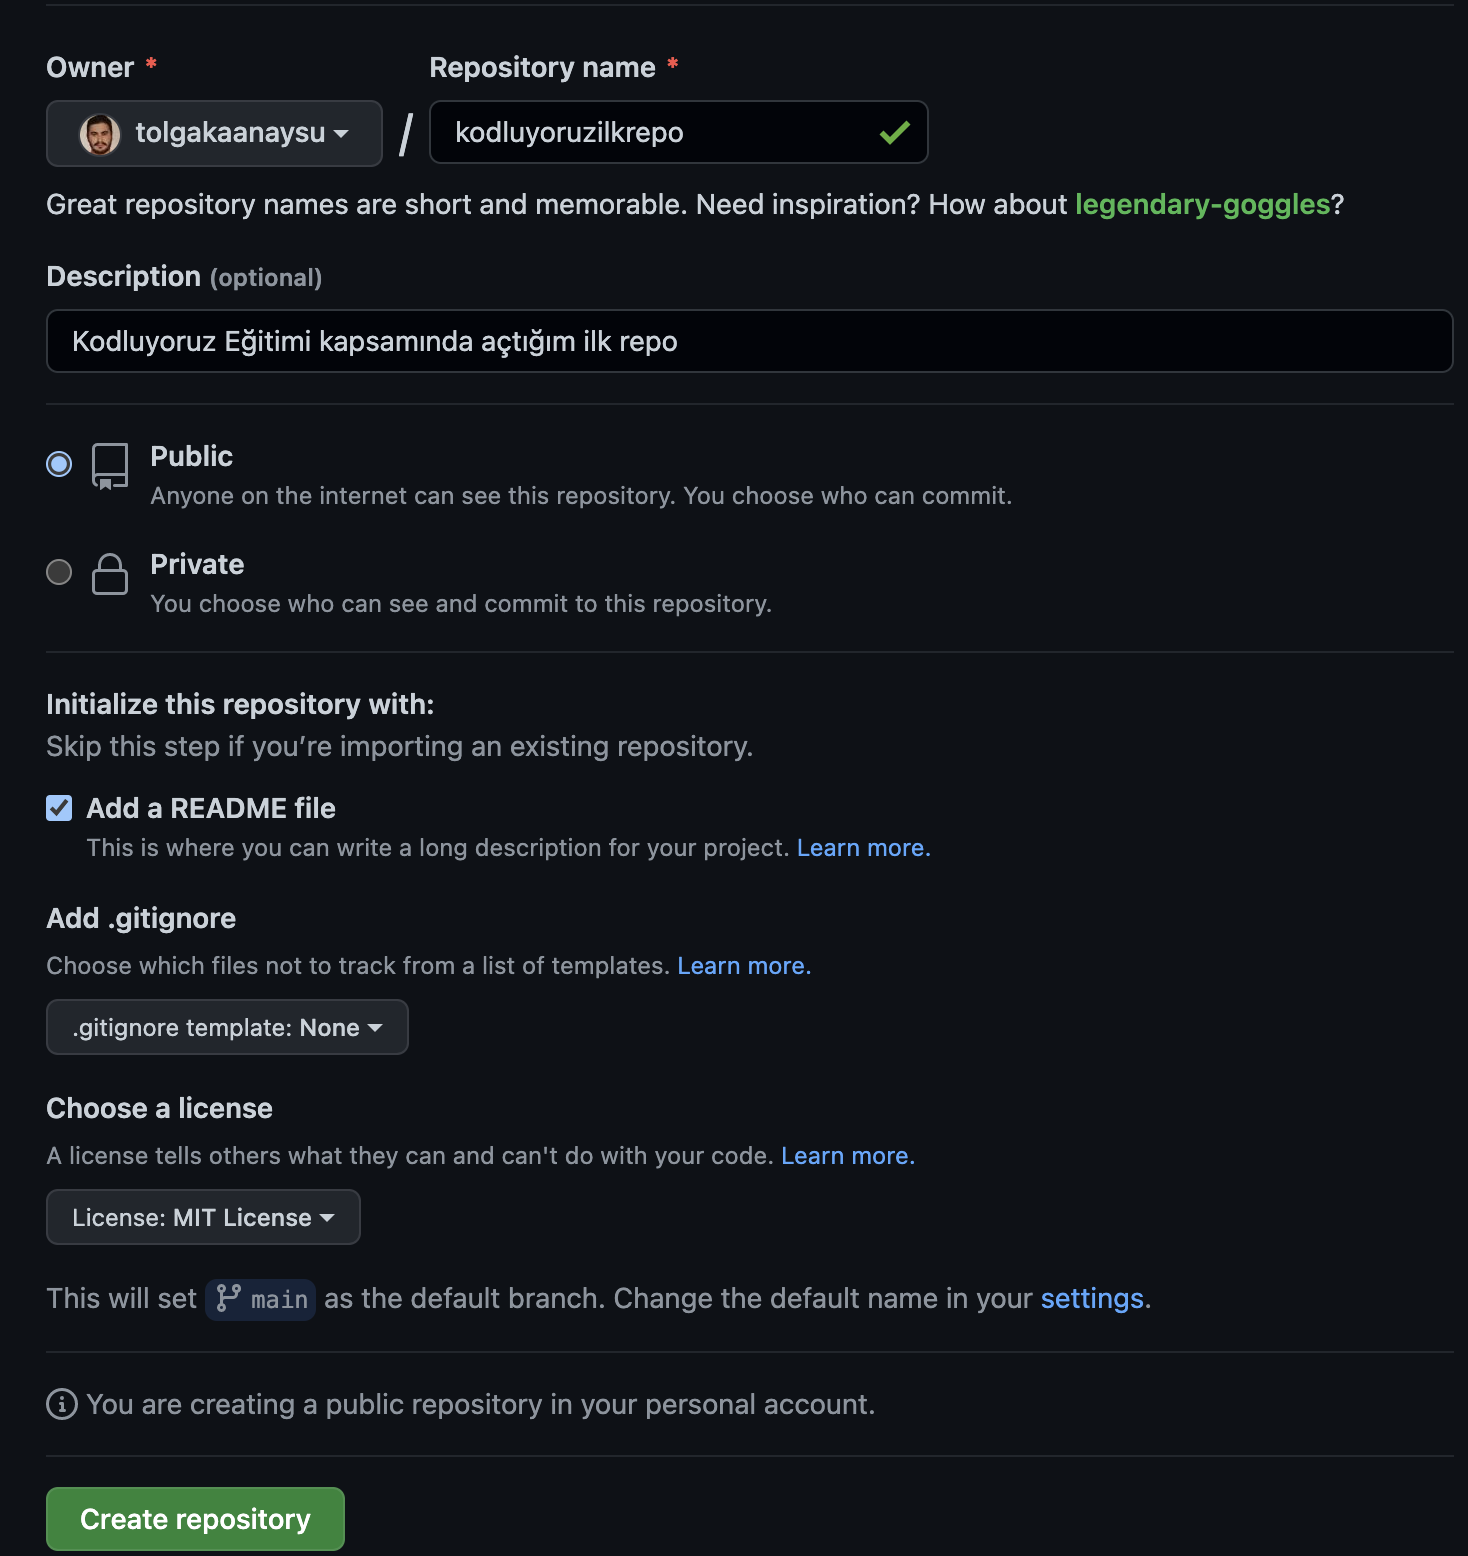 Owner * Repository name *
tolgakaanaysu / kodluyoruzilkrepo
Great repository names are short and memorable. Need inspiration? How about legendary-goggles?
Description (optional)
Kodluyoruz Eğitimi kapsamında açtığım ilk repo
Public
Anyone on the internet can see this repository. You choose who can commit.
Private
You choose who can see and commit to this repository.
Initialize this repository with:
Skip this step if you’re importing an existing repository.
Add a README file
This is where you can write a long description for your project. Learn more.
Add .gitignore
Choose which files not to track from a list of templates. Learn more.
.gitignore template: None
Choose a license
A license tells others what they can and can't do with your code. Learn more.
License: MIT License
This will set main as the default branch. Change the default name in your settings.
You are creating a public repository in your personal account.
Create repository